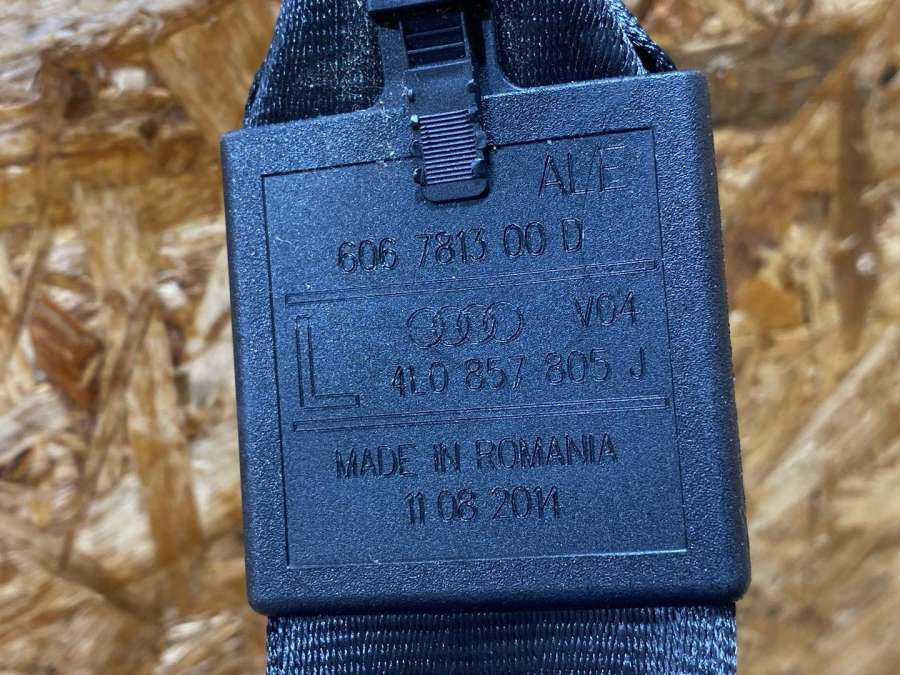 AL/E
606 7813 00 D
V04
L
4L0 857 805 J
MADE IN ROMANIA
11 08 2014